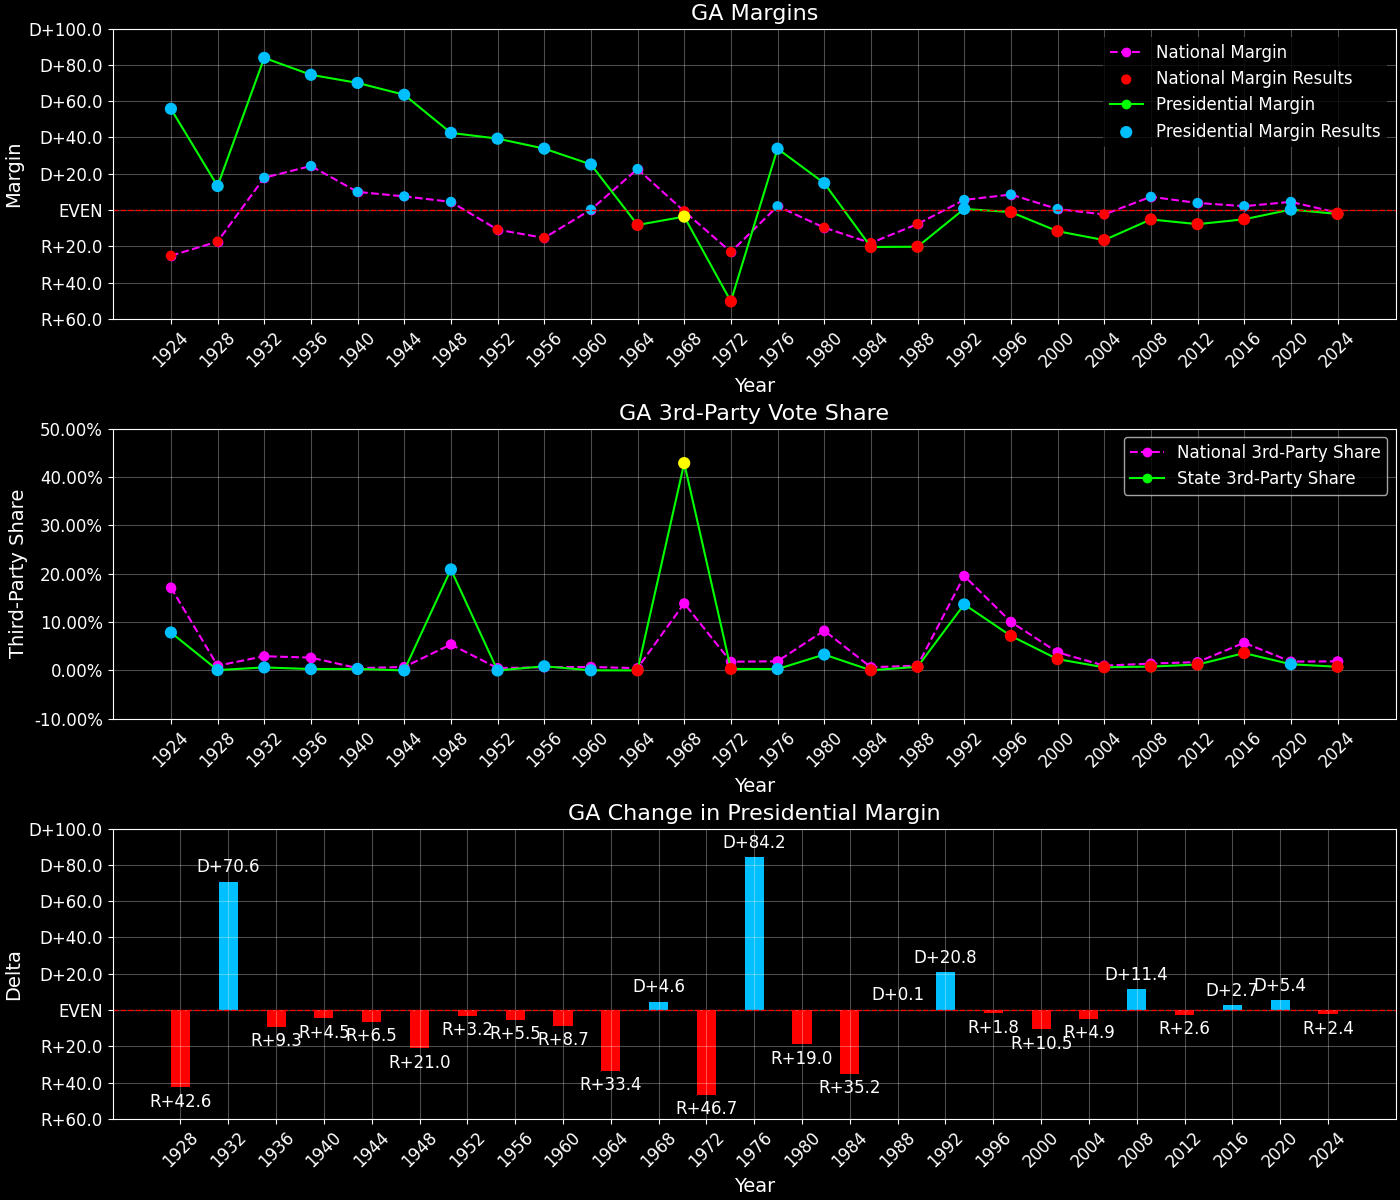 GA Margins
D+100.0
D+80.0
D+60.0
D+40.0
D+20.0
EVEN
R+20.0
R+40.0
R+60.0
Margin
National Margin
National Margin Results
Presidential Margin
Presidential Margin Results
1924 1928 1932 1936 1940 1944 1948 1952 1956 1960 1964 1968 1972 1976 1980 1984 1988 1992 1996 2000 2004 2008 2012 2016 2020 2024
Year
GA 3rd-Party Vote Share
50.00%
40.00%
30.00%
20.00%
10.00%
0.00%
-10.00%
Third-Party Share
National 3rd-Party Share
State 3rd-Party Share
1924 1928 1932 1936 1940 1944 1948 1952 1956 1960 1964 1968 1972 1976 1980 1984 1988 1992 1996 2000 2004 2008 2012 2016 2020 2024
Year
GA Change in Presidential Margin
D+100.0
D+80.0
D+60.0
D+40.0
D+20.0
EVEN
R+20.0
R+40.0
R+60.0
Delta
R+42.6
D+70.6
R+9.3
R+4.5
R+6.5
R+21.0
R+3.2
R+5.5
R+8.7
R+33.4
D+4.6
R+46.7
D+84.2
R+19.0
R+35.2
D+0.1
D+20.8
R+1.8
R+10.5
R+4.9
D+11.4
R+2.6
D+2.7
D+5.4
R+2.4
1928 1932 1936 1940 1944 1948 1952 1956 1960 1964 1968 1972 1976 1980 1984 1988 1992 1996 2000 2004 2008 2012 2016 2020 2024
Year